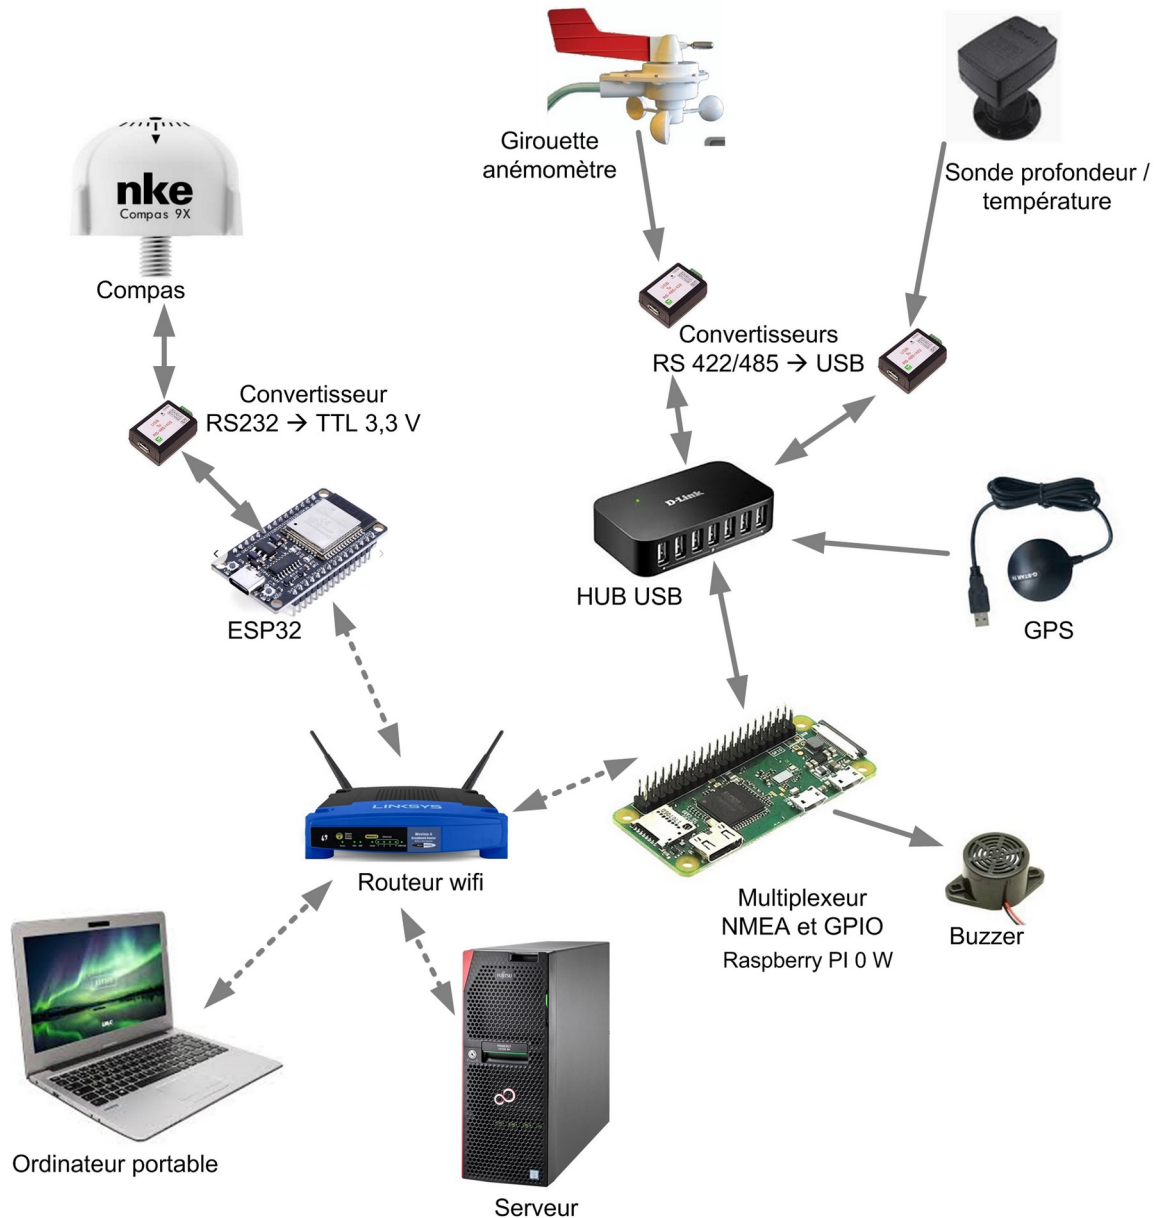 Girouette
anémomètre
Sonde profondeur /
température
nke
Compas 9X
Compas
Convertisseurs
RS 422/485 → USB
Convertisseur
RS232 → TTL 3,3 V
D-Link
HUB USB
GPS
ESP32
LINKSYS
Routeur wifi
Multiplexeur
NMEA et GPIO
Raspberry PI 0 W
Buzzer
FUJITSU
Ordinateur portable
Serveur